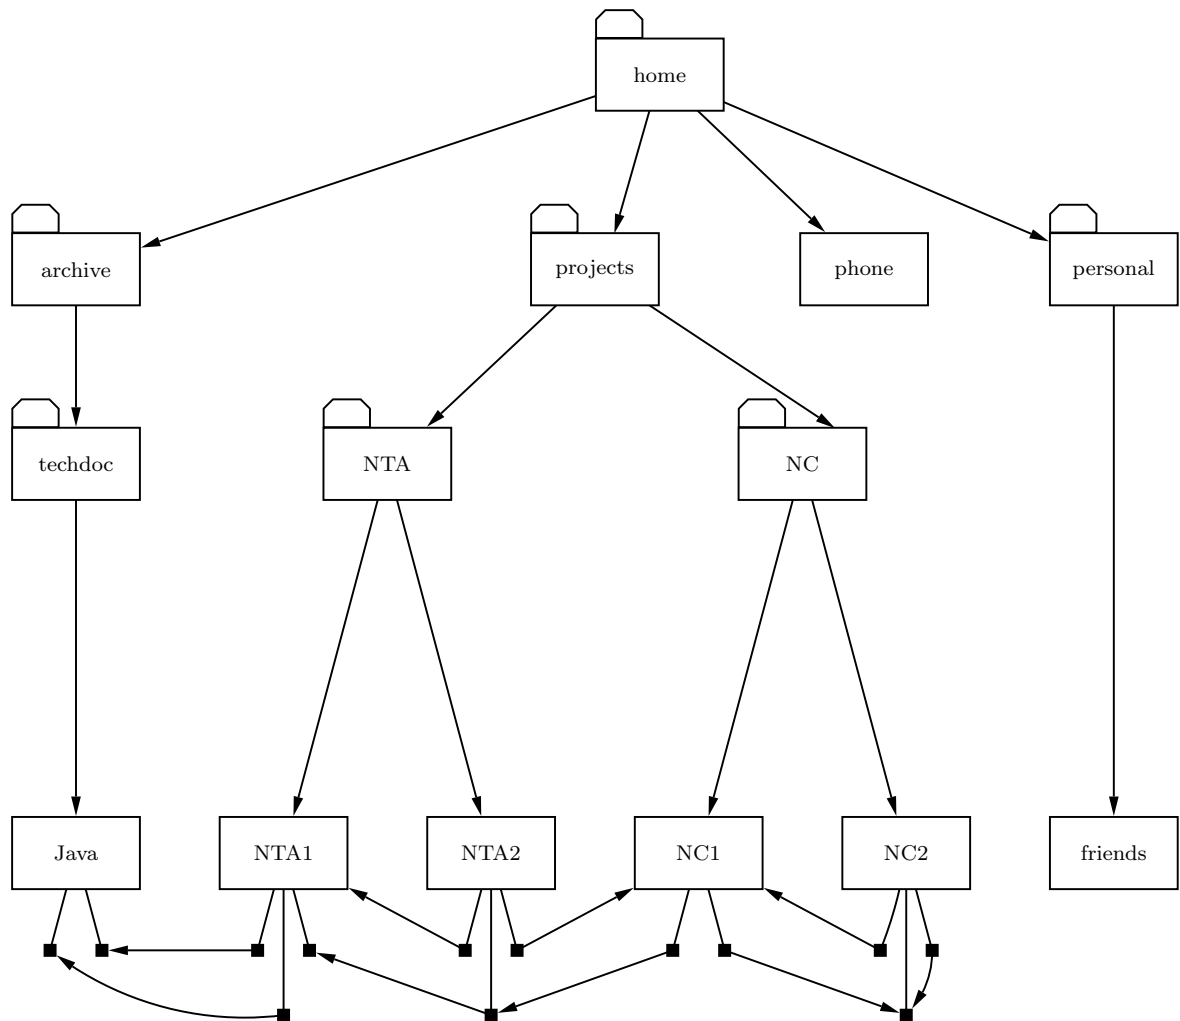 home
archive
projects
phone
personal
techdoc
NTA
NC
Java
NTA1
NTA2
NC1
NC2
friends